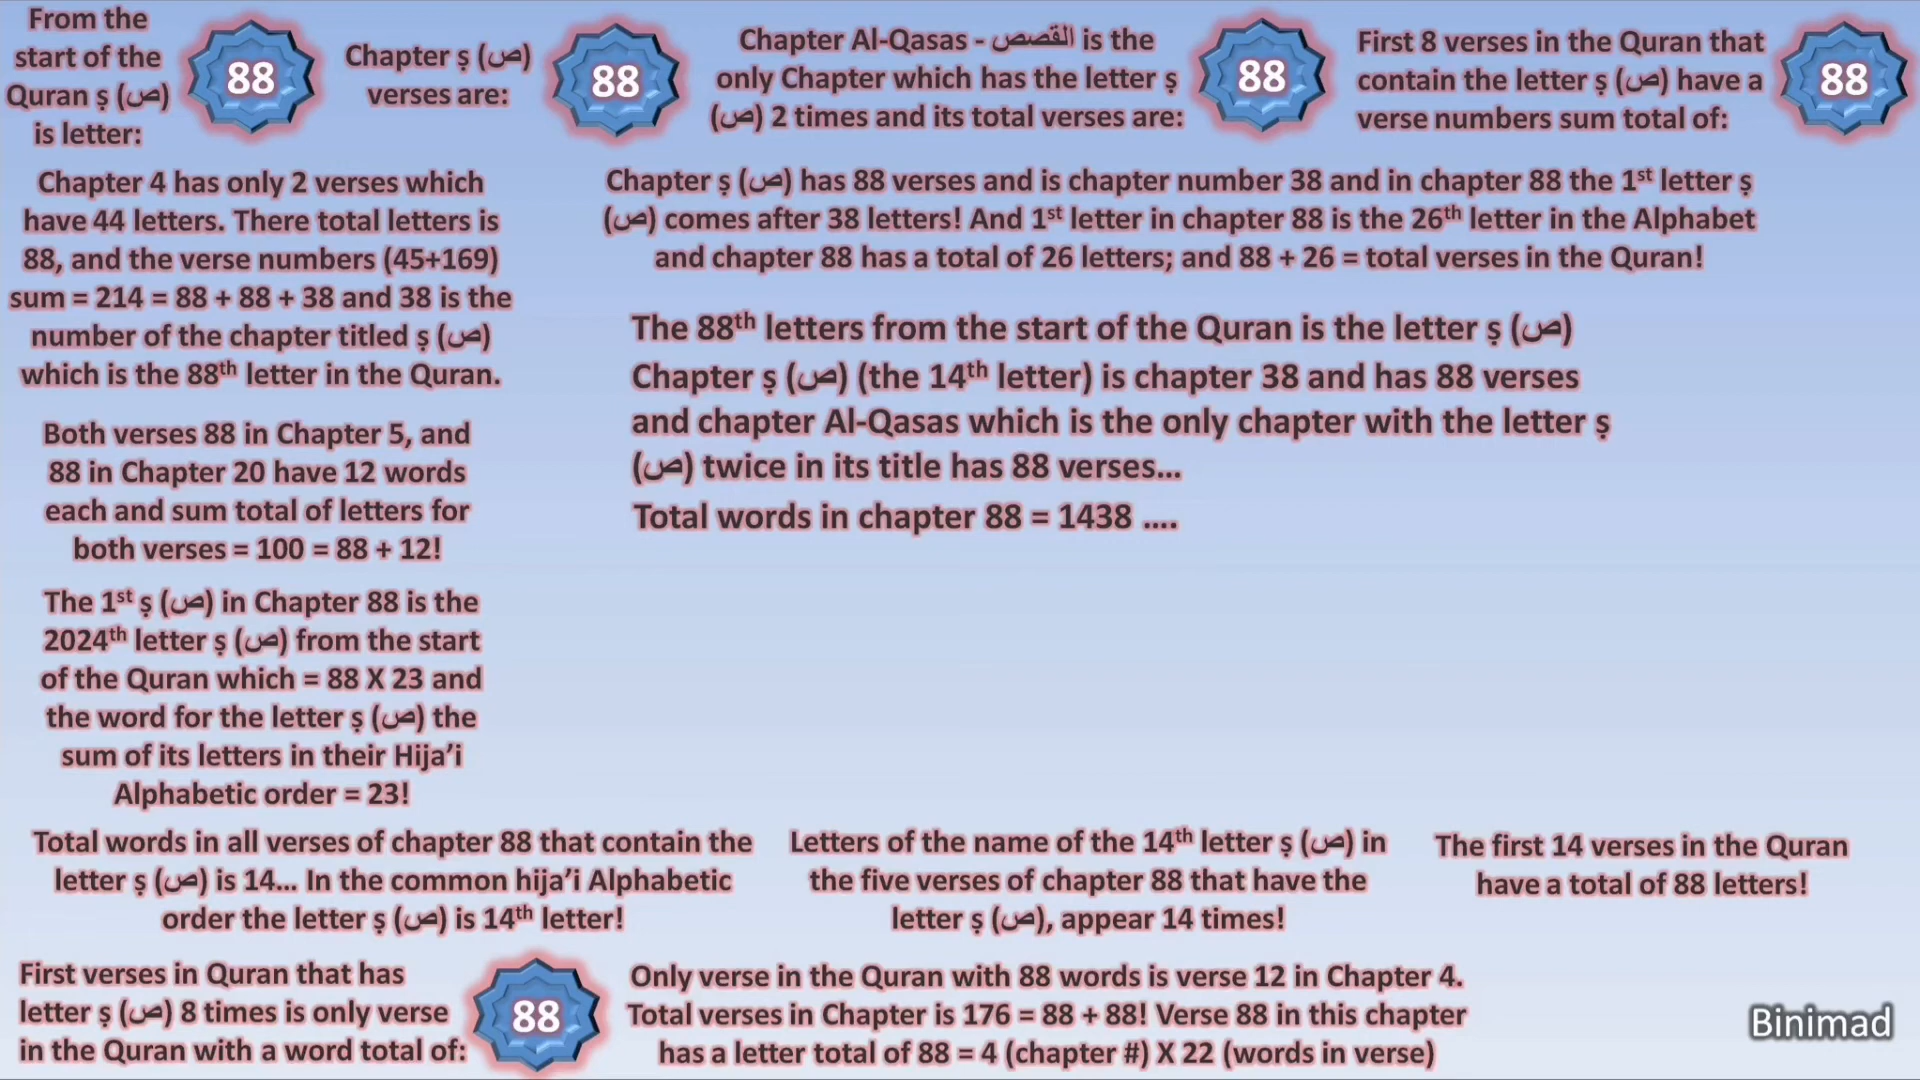 From the
start of the
Quran ṣ (ص)
is letter:
88
Chapter ṣ (ص)
verses are:
88
Chapter Al-Qasas - القصص is the
only Chapter which has the letter ṣ
(ص) 2 times and its total verses are:
88
First 8 verses in the Quran that
contain the letter ṣ (ص) have a
verse numbers sum total of:
88
Chapter 4 has only 2 verses which
have 44 letters. There total letters is
88, and the verse numbers (45+169)
sum = 214 = 88 + 88 + 38 and 38 is the
number of the chapter titled ṣ (ص)
which is the 88th letter in the Quran.
Chapter ṣ (ص) has 88 verses and is chapter number 38 and in chapter 88 the 1st letter ṣ
(ص) comes after 38 letters! And 1st letter in chapter 88 is the 26th letter in the Alphabet
and chapter 88 has a total of 26 letters; and 88 + 26 = total verses in the Quran!
The 88th letters from the start of the Quran is the letter ṣ (ص)
Chapter ṣ (ص) (the 14th letter) is chapter 38 and has 88 verses
and chapter Al-Qasas which is the only chapter with the letter ṣ
(ص) twice in its title has 88 verses...
Total words in chapter 88 = 1438 ....
Both verses 88 in Chapter 5, and
88 in Chapter 20 have 12 words
each and sum total of letters for
both verses = 100 = 88 + 12!
The 1st ṣ (ص) in Chapter 88 is the
2024th letter ṣ (ص) from the start
of the Quran which = 88 X 23 and
the word for the letter ṣ (ص) the
sum of its letters in their Hija’i
Alphabetic order = 23!
Total words in all verses of chapter 88 that contain the
letter ṣ (ص) is 14... In the common hija’i Alphabetic
order the letter ṣ (ص) is 14th letter!
Letters of the name of the 14th letter ṣ (ص) in
the five verses of chapter 88 that have the
letter ṣ (ص), appear 14 times!
The first 14 verses in the Quran
have a total of 88 letters!
First verses in Quran that has
letter ṣ (ص) 8 times is only verse
in the Quran with a word total of:
88
Only verse in the Quran with 88 words is verse 12 in Chapter 4.
Total verses in Chapter is 176 = 88 + 88! Verse 88 in this chapter
has a letter total of 88 = 4 (chapter #) X 22 (words in verse)
Binimad